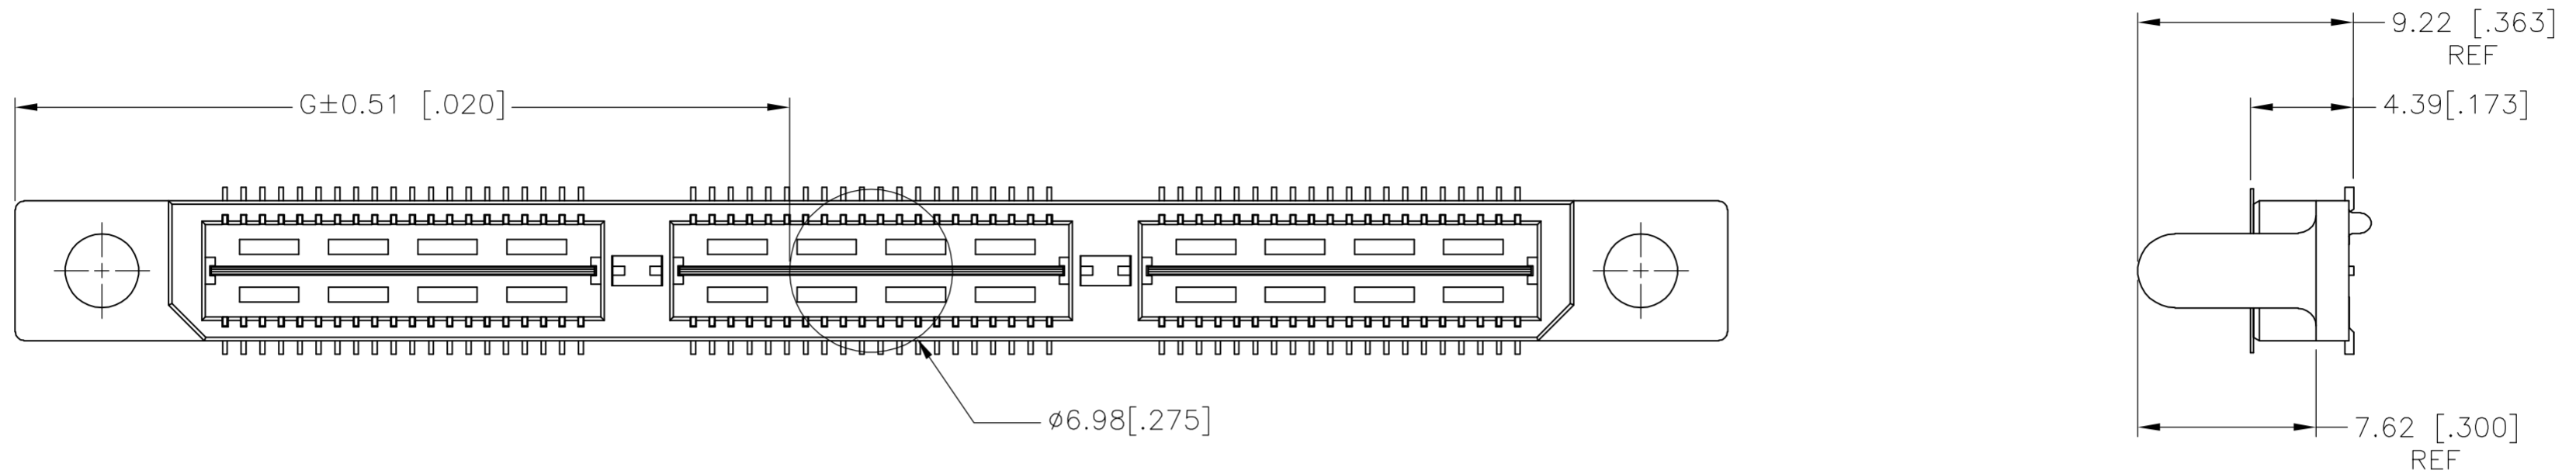 9.22 [.363]
REF
G±0.51 [.020]
4.39[.173]
ø6.98[.275]
7.62 [.300]
REF